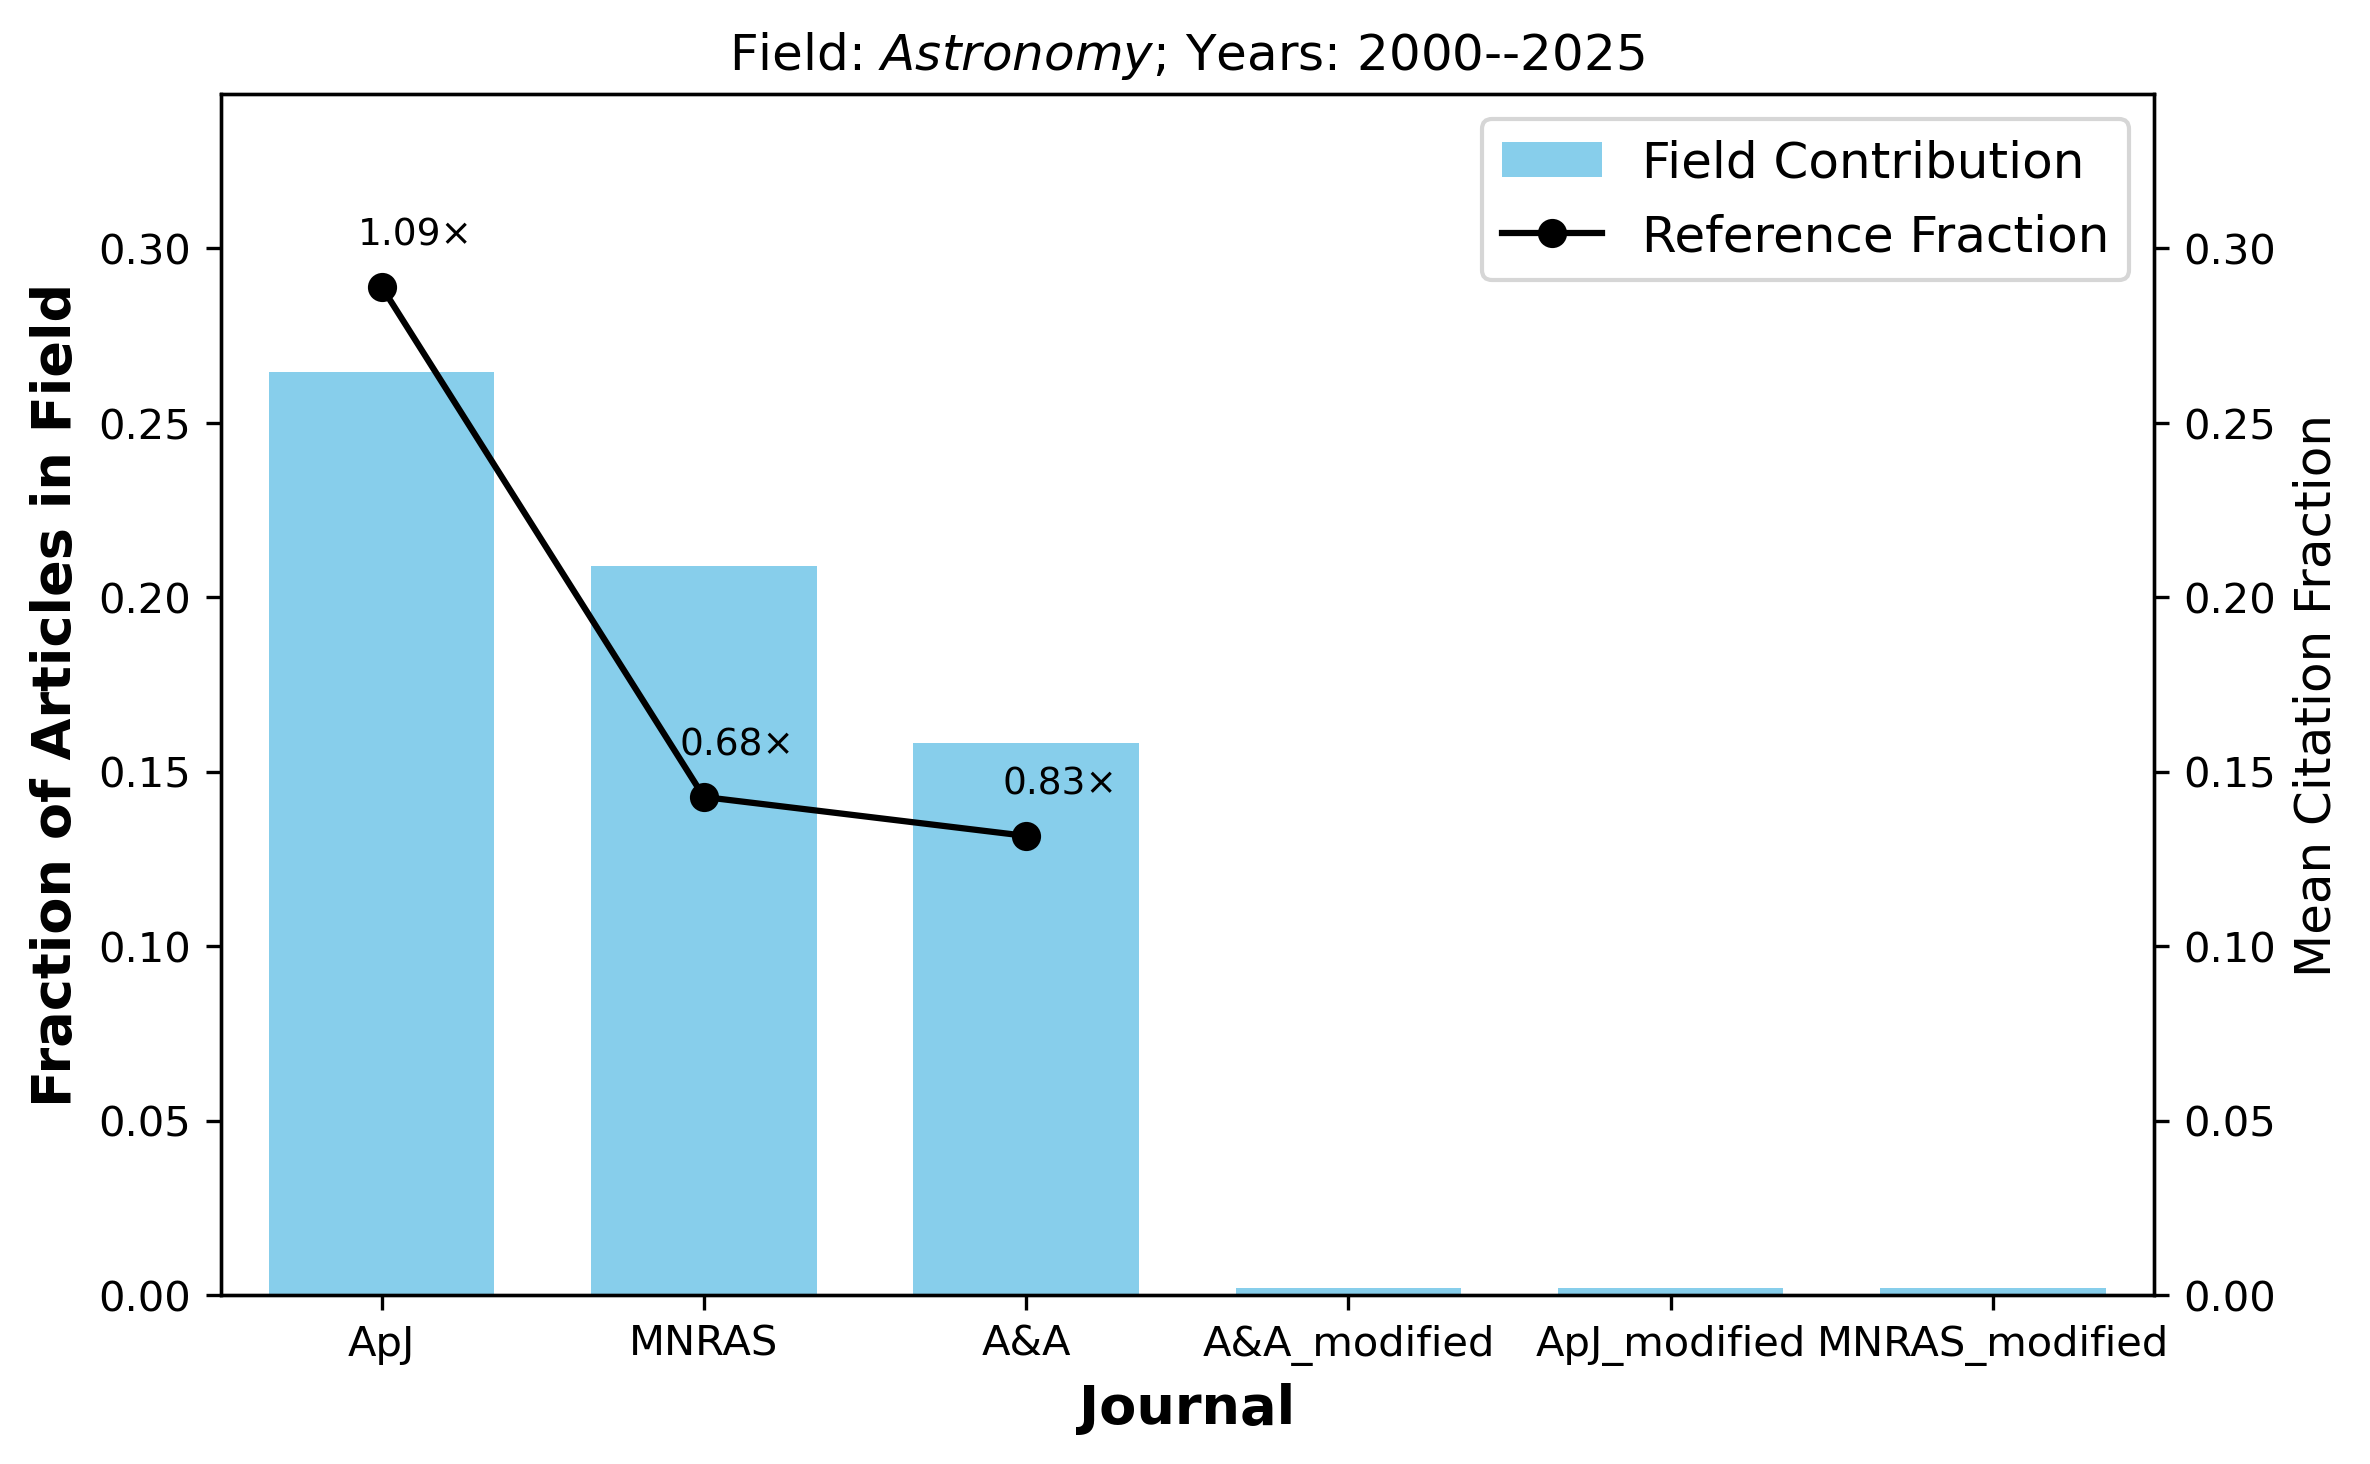 Field: Astronomy; Years: 2000--2025
Field Contribution
Reference Fraction
Fraction of Articles in Field
0.30
0.25
0.20
0.15
0.10
0.05
0.00
1.09×
0.68×
0.83×
0.30
0.25
0.20
0.15
0.10
0.05
0.00
Mean Citation Fraction
ApJ MNRAS A&A A&A_modified ApJ_modified MNRAS_modified
Journal